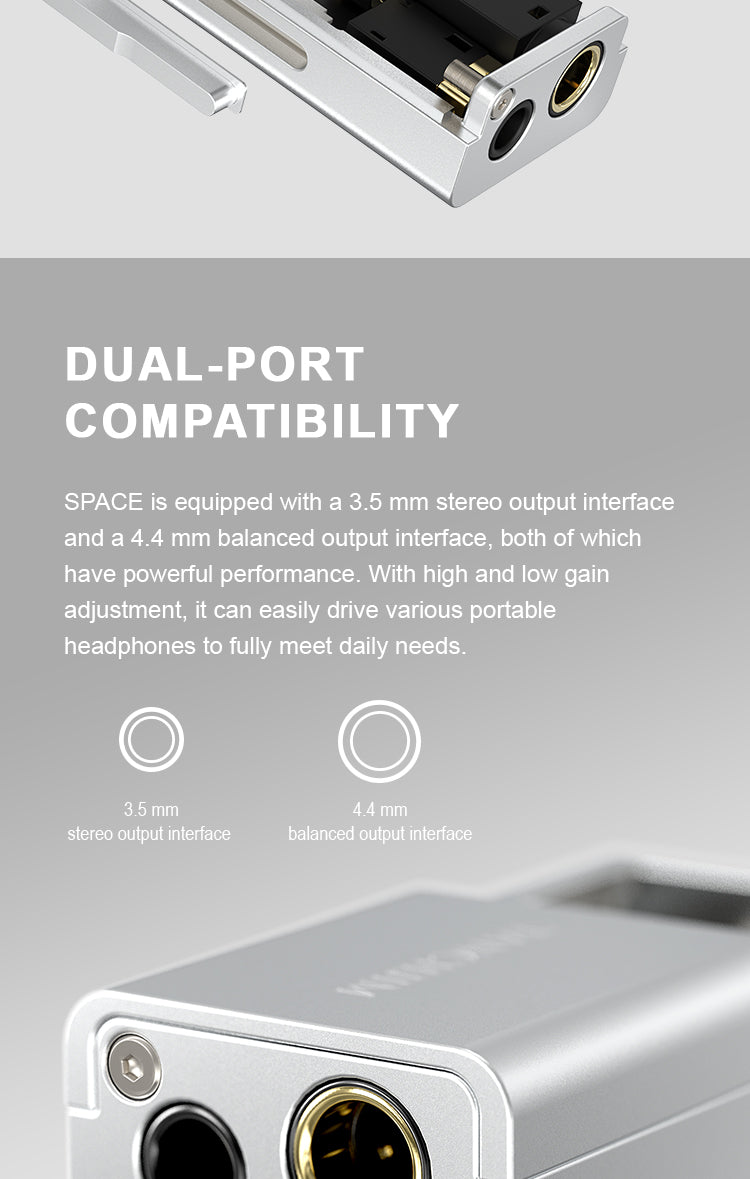 DUAL-PORT
COMPATIBILITY
SPACE is equipped with a 3.5 mm stereo output interface
and a 4.4 mm balanced output interface, both of which
have powerful performance. With high and low gain
adjustment, it can easily drive various portable
headphones to fully meet daily needs.
3.5 mm
stereo output interface
4.4 mm
balanced output interface